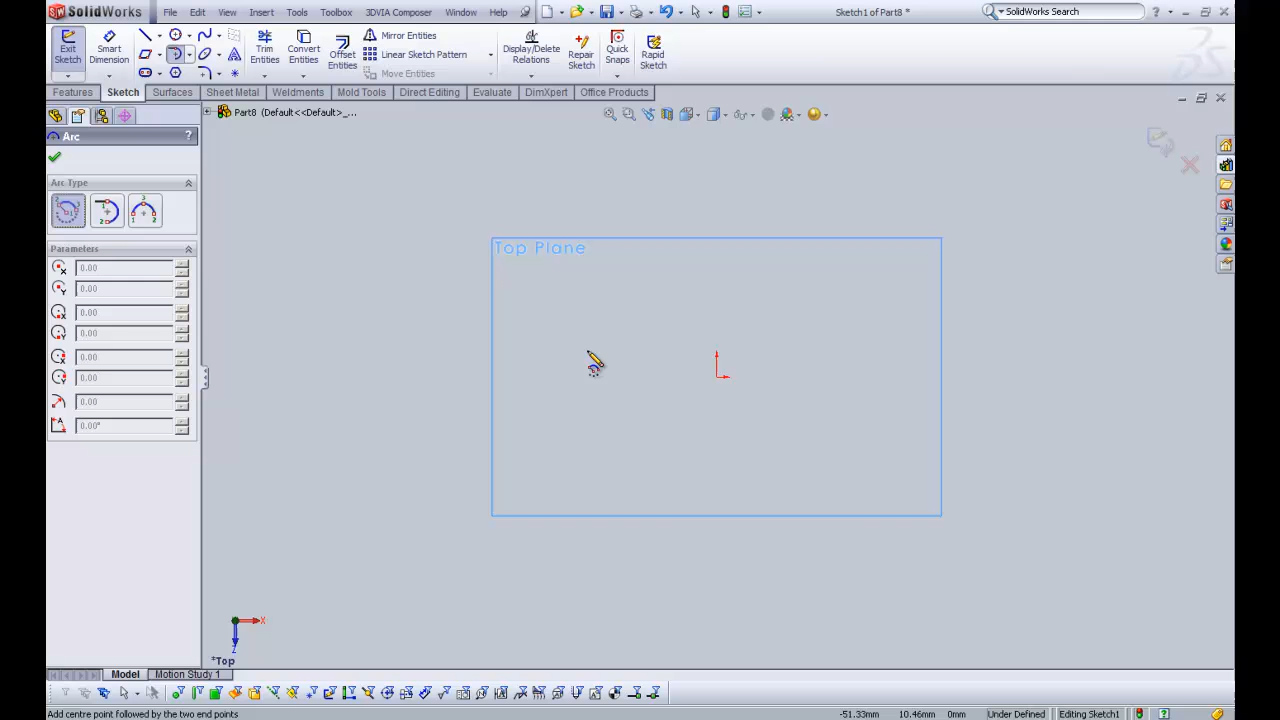 SolidWorks File Edit View Insert Tools Toolbox 3DVIA Composer Window Help Sketch1 of Part8 * SolidWorks Search
Exit Sketch
Smart Dimension
Trim Entities
Convert Entities
Offset Entities
Mirror Entities
Linear Sketch Pattern
Move Entities
Display/Delete Relations
Repair Sketch
Quick Snaps
Rapid Sketch
Features Sketch Surfaces Sheet Metal Weldments Mold Tools Direct Editing Evaluate DimXpert Office Products
Part8 (Default<<Default>_...
Arc ?
Arc Type
Parameters
0.00
0.00
0.00
0.00
0.00
0.00
0.00
0.00°
Top Plane
X
Z
*Top
Model Motion Study 1
Add centre point followed by the two end points -51.33mm 10.46mm 0mm Under Defined Editing Sketch1